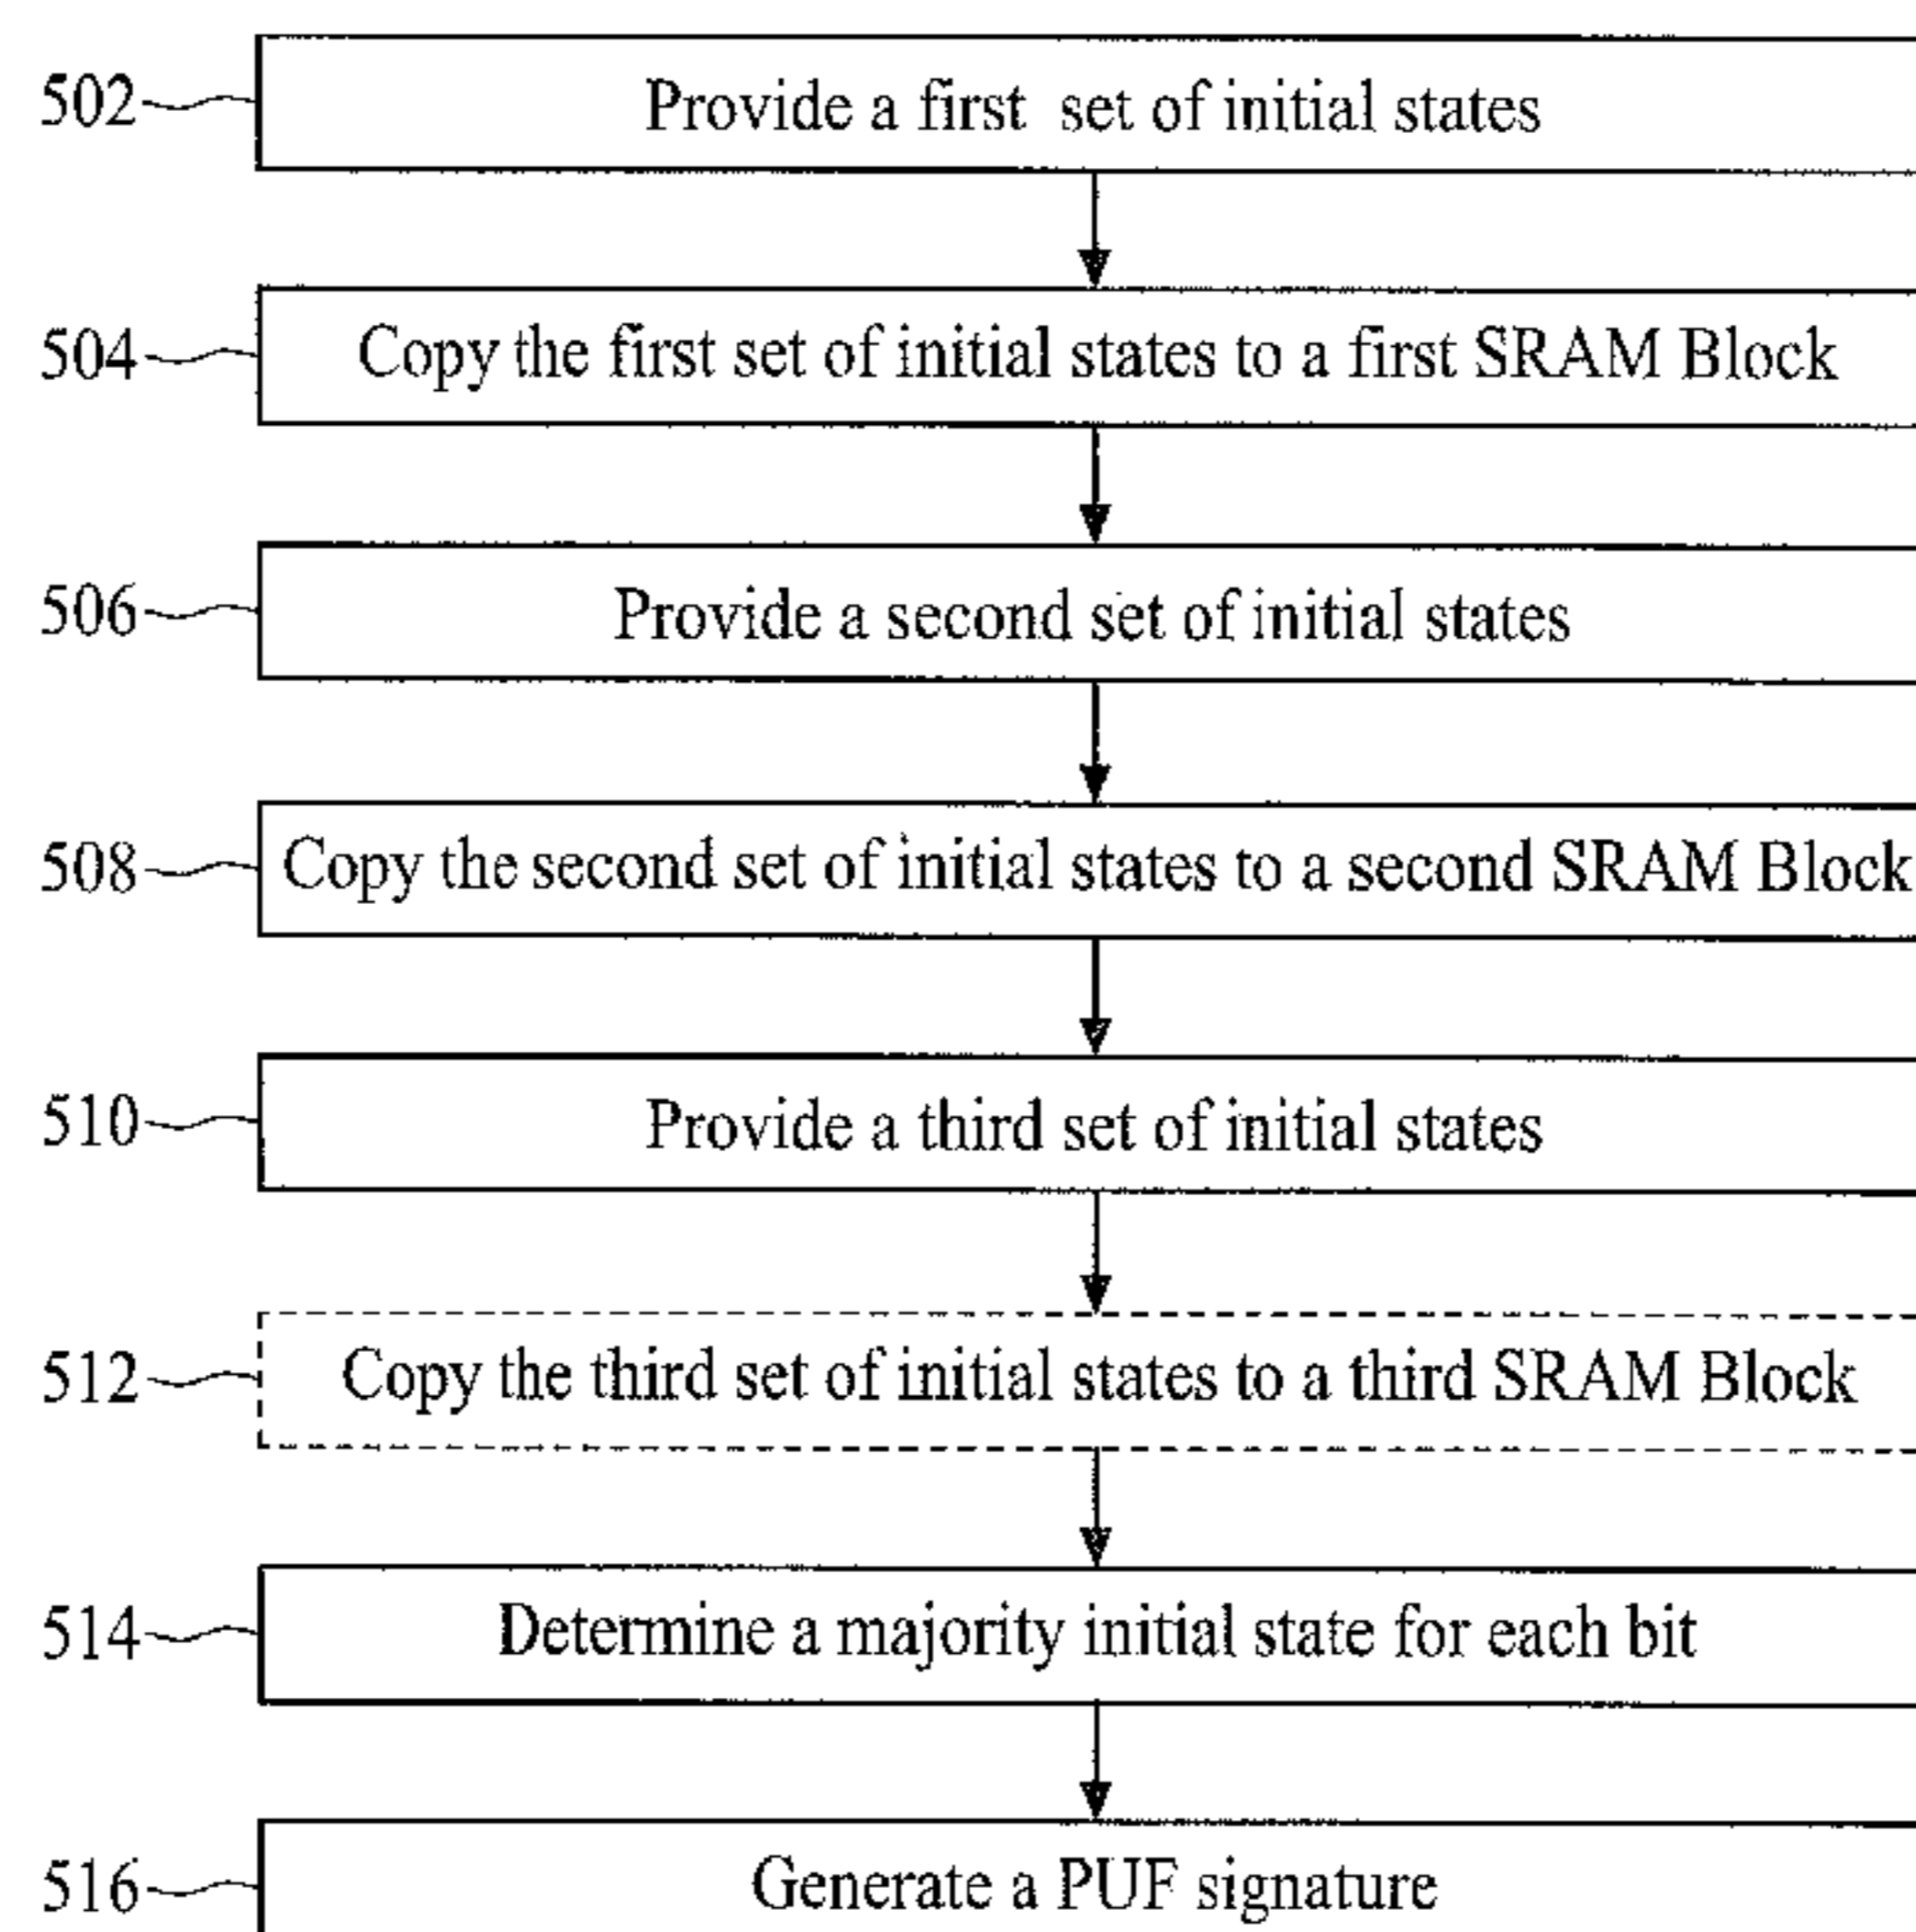 502 Provide a first set of initial states
504 Copy the first set of initial states to a first SRAM Block
506 Provide a second set of initial states
508 Copy the second set of initial states to a second SRAM Block
510 Provide a third set of initial states
512 Copy the third set of initial states to a third SRAM Block
514 Determine a majority initial state for each bit
516 Generate a PUF signature